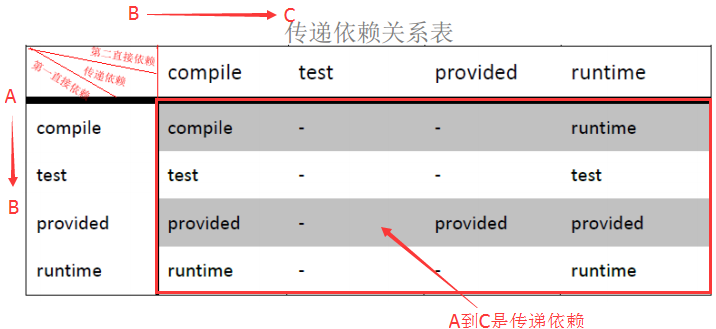 B C
传递依赖关系表
第二直接依赖
传递依赖
第一直接依赖
compile test provided runtime
A
compile compile - - runtime
test test - - test
B
provided provided - provided provided
runtime runtime - - runtime
A到C是传递依赖